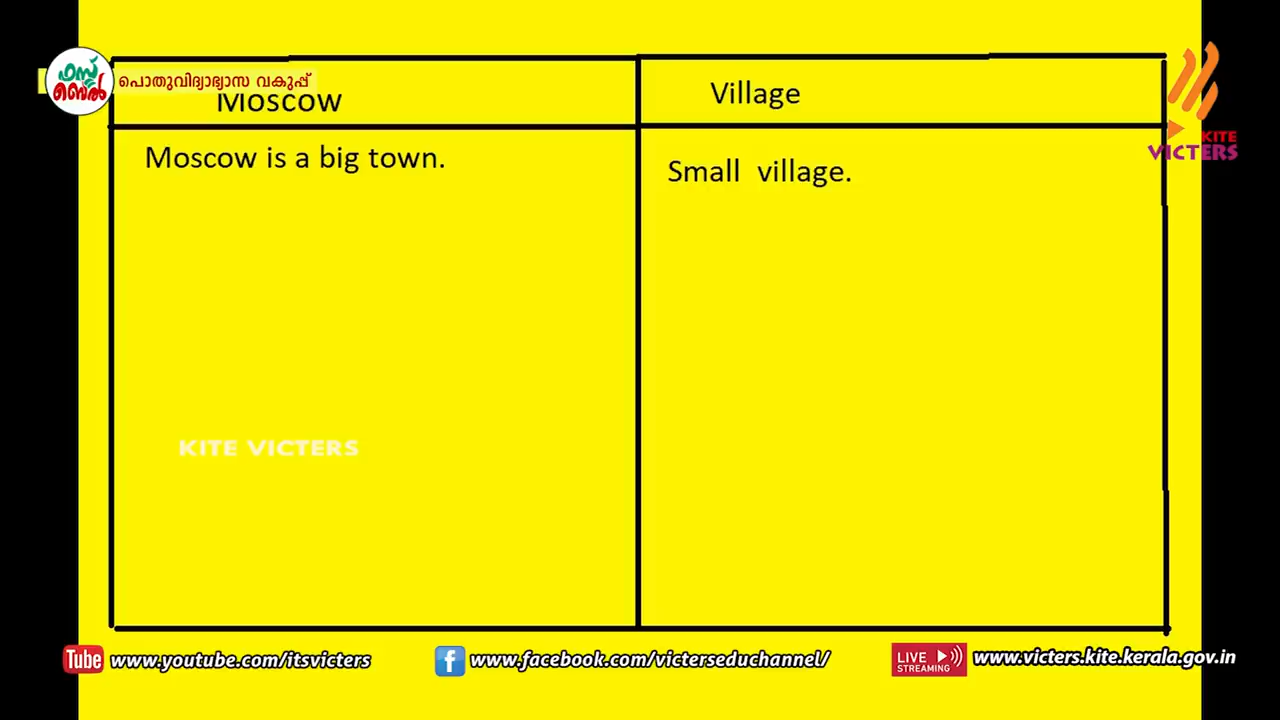 ഫസ്റ്റ്
ബെൽ
പൊതുവിദ്യാഭ്യാസ വകുപ്പ്
Moscow
Village
KITE
VICTERS
Moscow is a big town.
Small village.
KITE VICTERS
Tube www.youtube.com/itsvicters
f www.facebook.com/victerseduchannel/
LIVE
STREAMING
www.victers.kite.kerala.gov.in